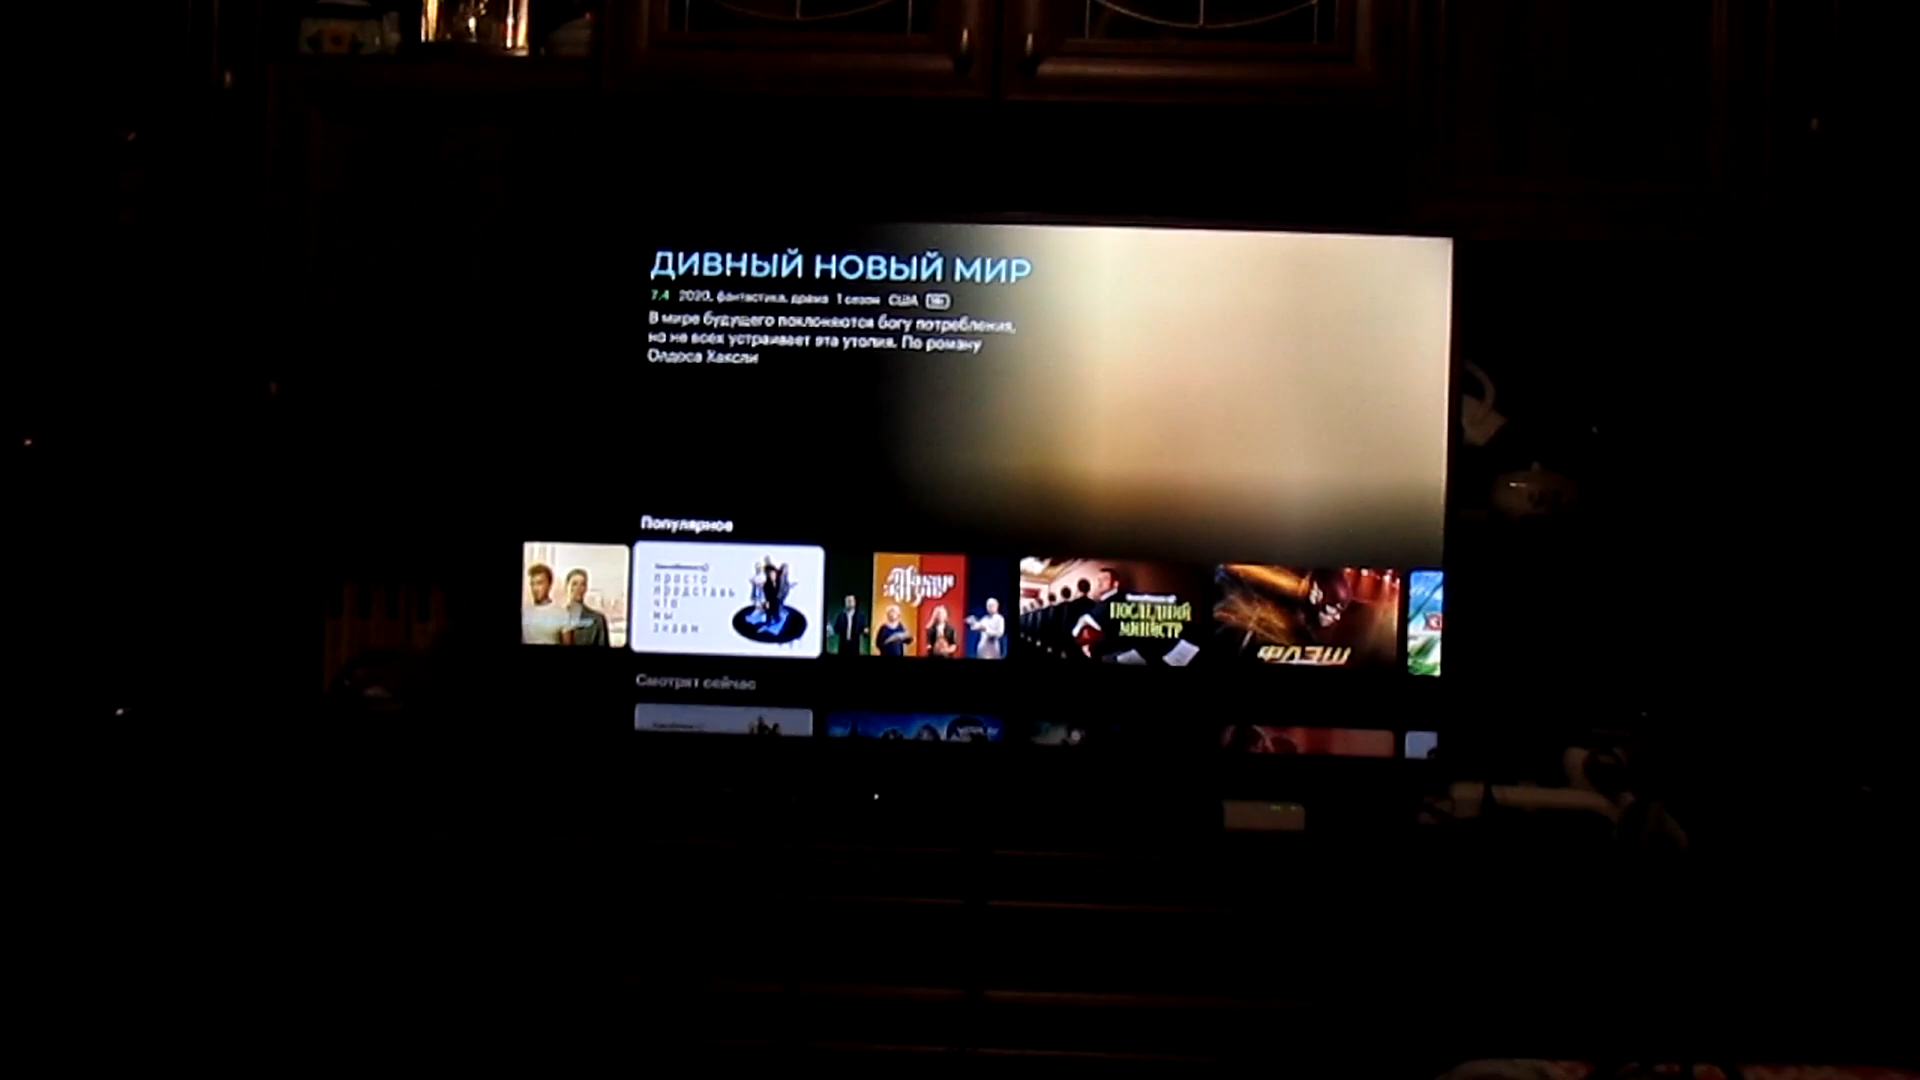 ДИВНЫЙ НОВЫЙ МИР
7.4 2020, фантастика, драма 1 сезон США 18+
В мире будущего поклоняются богу потребления,
но не всех устраивает эта утопия. По роману
Олдоса Хаксли
Популярное
просто
представь
что
мы
знаем
ПОСЛЕДНИЙ
МИНИСТР
ФЛЭШ
Смотрят сейчас